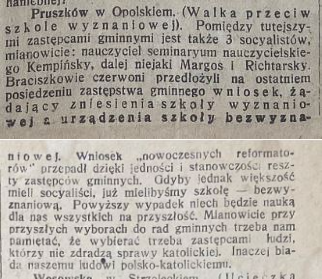 Pruszków w Opolskiem. (Walka przeciw
szkole wyznaniowej). Pomiędzy tutejszy-
mi zastępcami gminnymi jest także 3 socyalistów,
mianowicie: nauczyciel seminaryum nauczycielskie-
go Kempiński, dalej niejaki Margos i Richtarsky.
Braciszkowie czerwoni przedłożyli na ostatniem
posiedzeniu zastępstwa gminnego wniosek, żą-
dający zniesienia szkoły wyznanio-
wej a urządzenia szkoły bezwyzna-
niowej. Wniosek „nowoczesnych reformato-
rów” przepadł dzięki jedności i stanowczości resz-
ty zastępców gminnych. Gdyby jednak większość
mieli socyaliści, już mielibyśmy szkołę — bezwy-
znaniową. Powyższy wypadek niech będzie nauką
dla nas wszystkich na przyszłość. Mianowicie przy
przyszłych wyborach do rad gminnych trzeba nam
pamiętać, że wybierać trzeba zastępcami ludzi,
którzy nie zdradzą sprawy katolickiej. Inaczej bia-
da naszemu ludowi polsko-katolickiemu.